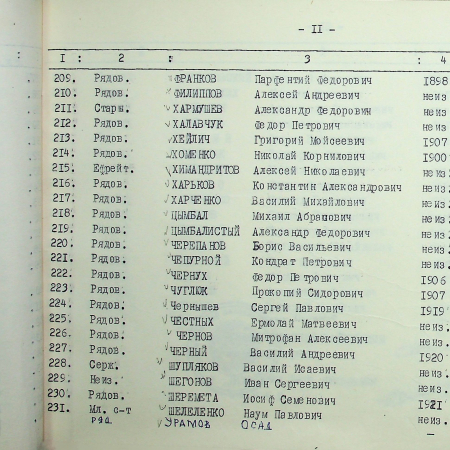 - II -
I : 2 : 3 : 4
209. Рядов. ФРАНКОВ Парфентий Федорович 1898
210. Рядов. ФИЛИППОВ Алексей Андреевич неиз
211. Старш. ХАРМУШЕВ Александр Федорович неиз.
212. Рядов. ХАЛАВЧУК Федор Петрович неиз.
213. Рядов. ХЕЙЛИЧ Григорий Мойсеевич 1907
214. Рядов. ХОМЕНКО Николай Корнилович 1900
215. Ефрейт. ХИМАНДРИТОВ Алексей Николаевич неиз.
216. Рядов. ХАРЬКОВ Константин Александрович неиз.
217. Рядов. ХАРЧЕНКО Василий Михайлович неиз.
218. Рядов. ЦЫМБАЛ Михаил Абрамович неиз.
219. Рядов. ЦЫМБАЛИСТЫЙ Александр Федорович неиз.
220. Рядов. ЧЕРЕПАНОВ Борис Васильевич неиз.
221. Рядов. ЧЕПУРНОЙ Кондрат Петрович неиз.
222. Рядов. ЧЕРНУХ Федор Петрович 1906
223. Рядов. ЧУГЛЮК Прокопий Сидорович 1907
224. Рядов. Чернышев Сергей Павлович 1919
225. Рядов. ЧЕСТНЫХ Ермолай Матвеевич неиз.
226. Рядов. ЧЕРНОВ Митрофан Алексеевич неиз.
227. Рядов. ЧЕРНЫЙ Василий Андреевич 1920
228. Серж. ШУПЛЯКОВ Василий Исаевич неиз.
229. Неиз. ШЕГОНОВ Иван Сергеевич неиз.
230. Рядов. ШЕРЕМЕТА Иосиф Семенович 1921
231. Мл. с-т ШЕЛЕЛЕНКО Наум Павлович неиз.
ряд УРАМОВ ОСАД